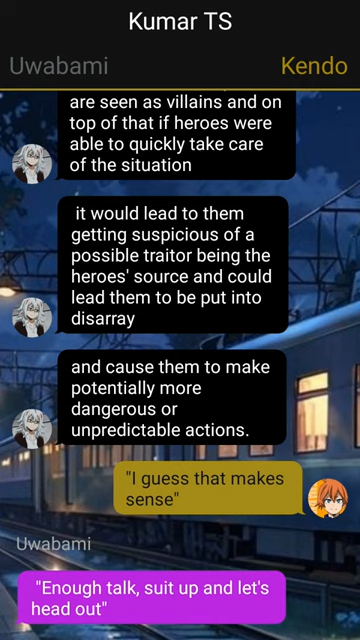 Kumar TS
Uwabami Kendo
are seen as villains and on
top of that if heroes were
able to quickly take care
of the situation
it would lead to them
getting suspicious of a
possible traitor being the
heroes' source and could
lead them to be put into
disarray
and cause them to make
potentially more
dangerous or
unpredictable actions.
"I guess that makes
sense"
Uwabami
"Enough talk, suit up and let's
head out"